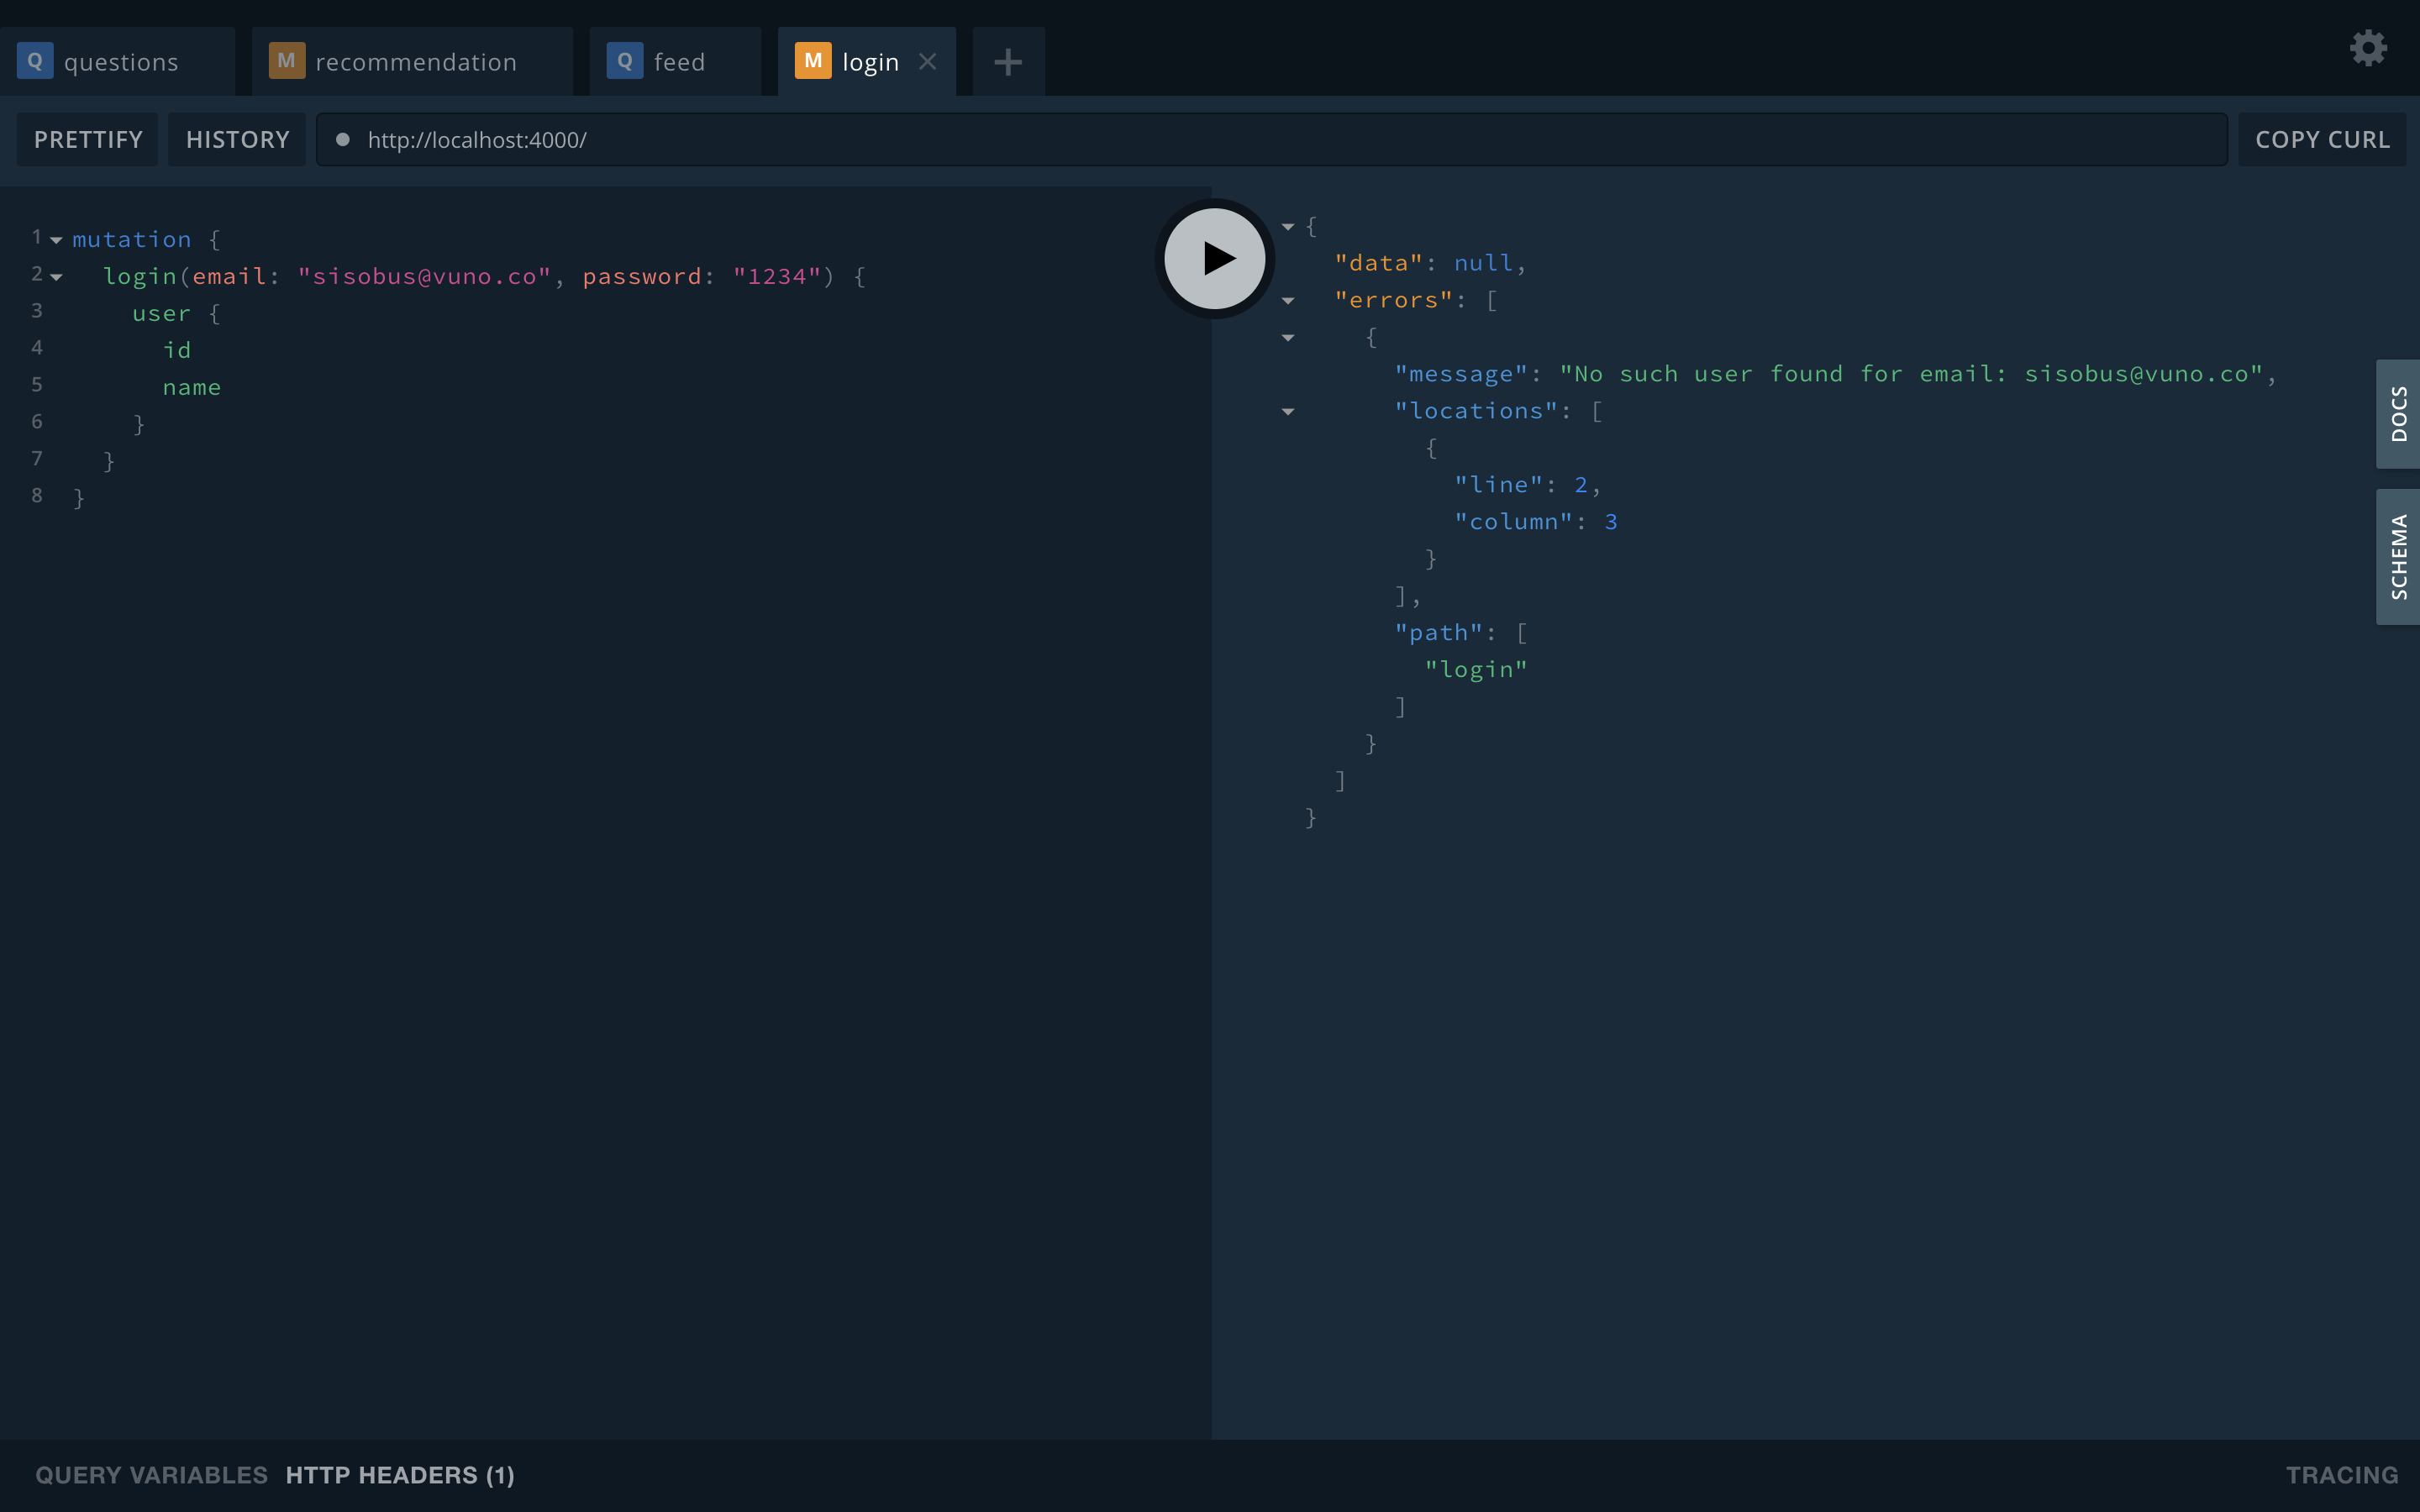 Q questions M recommendation Q feed M login
PRETTIFY HISTORY http://localhost:4000/ COPY CURL
1 mutation {
2 login(email: "sisobus@vuno.co", password: "1234") {
3 user {
4 id
5 name
6 }
7 }
8 }
{
"data": null,
"errors": [
{
"message": "No such user found for email: sisobus@vuno.co",
"locations": [
{
"line": 2,
"column": 3
}
],
"path": [
"login"
]
}
]
}
DOCS
SCHEMA
QUERY VARIABLES HTTP HEADERS (1) TRACING